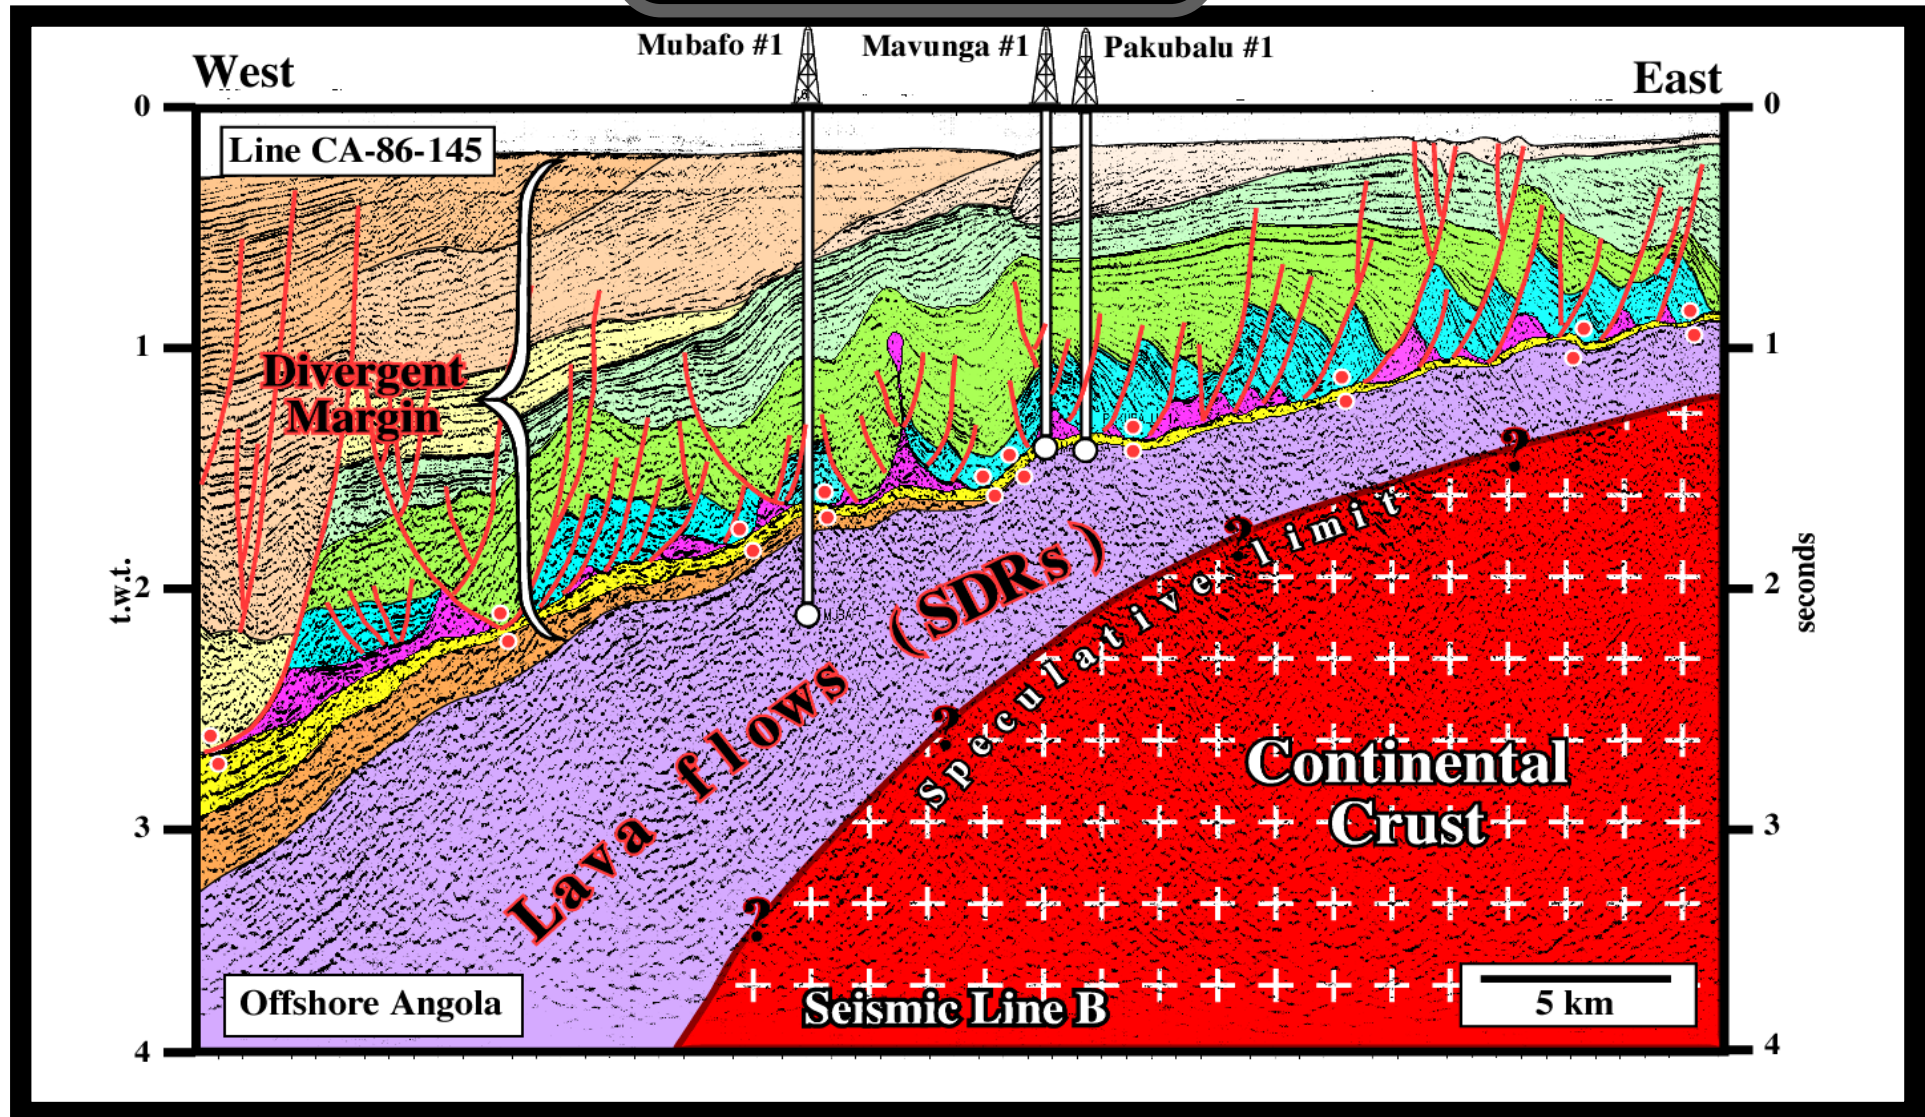 Mubafo #1
Mavunga #1
Pakubalu #1
West
East
0
0
Line CA-86-145
1
1
Divergent
Margin
t.w.t.
2
2
seconds
Lava flows (SDRs)
? ? ? ?
Speculative limit
Continental
Crust
3
3
Offshore Angola
Seismic Line B
5 km
4
4